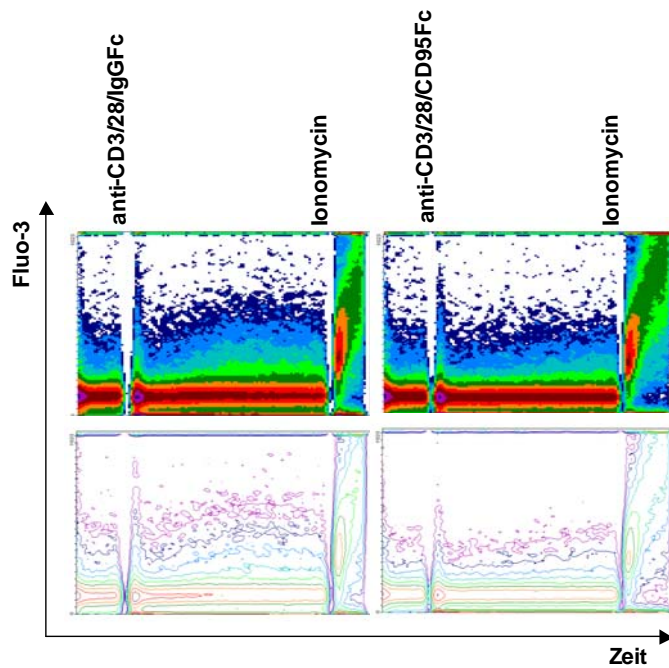 anti-CD3/28/IgGFc
Ionomycin
anti-CD3/28/CD95Fc
Ionomycin
Fluo-3
Zeit